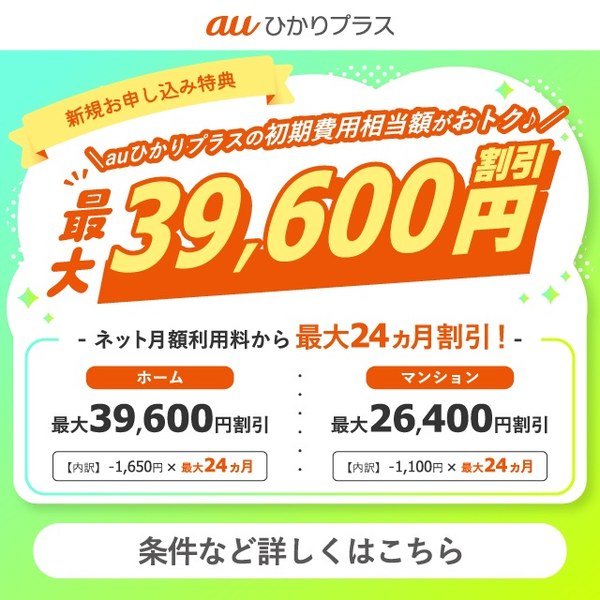 au ひかりプラス
新規お申し込み特典
\auひかりプラスの初期費用相当額がおトク♪/
最大39,600円割引
- ネット月額利用料から 最大24ヵ月割引! -
ホーム
最大39,600円割引
【内訳】 -1,650円 × 最大24ヵ月
マンション
最大26,400円割引
【内訳】 -1,100円 × 最大24ヵ月
条件など詳しくはこちら